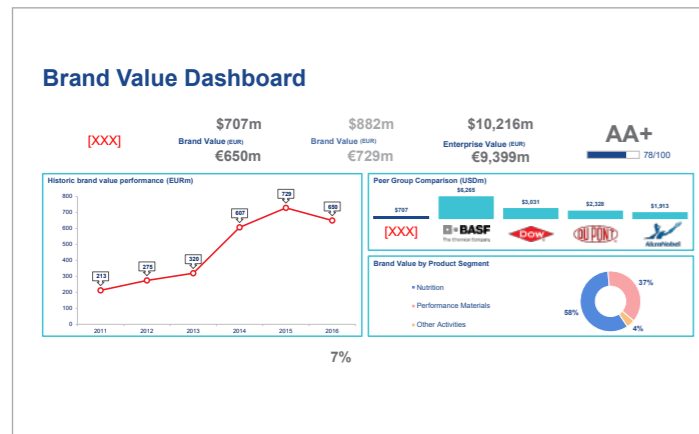 Brand Value Dashboard
$707m
$882m
$10,216m
AA+
[XXX]
Brand Value (EUR)
Brand Value (EUR)
Enterprise Value (EUR)
€650m
€729m
€9,399m
78/100
Historic brand value performance (EURm)
800
700
600
500
400
300
200
100
0
213
275
320
607
729
650
2011
2012
2013
2014
2015
2016
Peer Group Comparison (USDm)
$707
$6,265
$3,031
$2,328
$1,913
[XXX]
BASF
The Chemical Company
Dow
DUPONT
AkzoNobel
Brand Value by Product Segment
Nutrition
Performance Materials
Other Activities
37%
58%
4%
7%